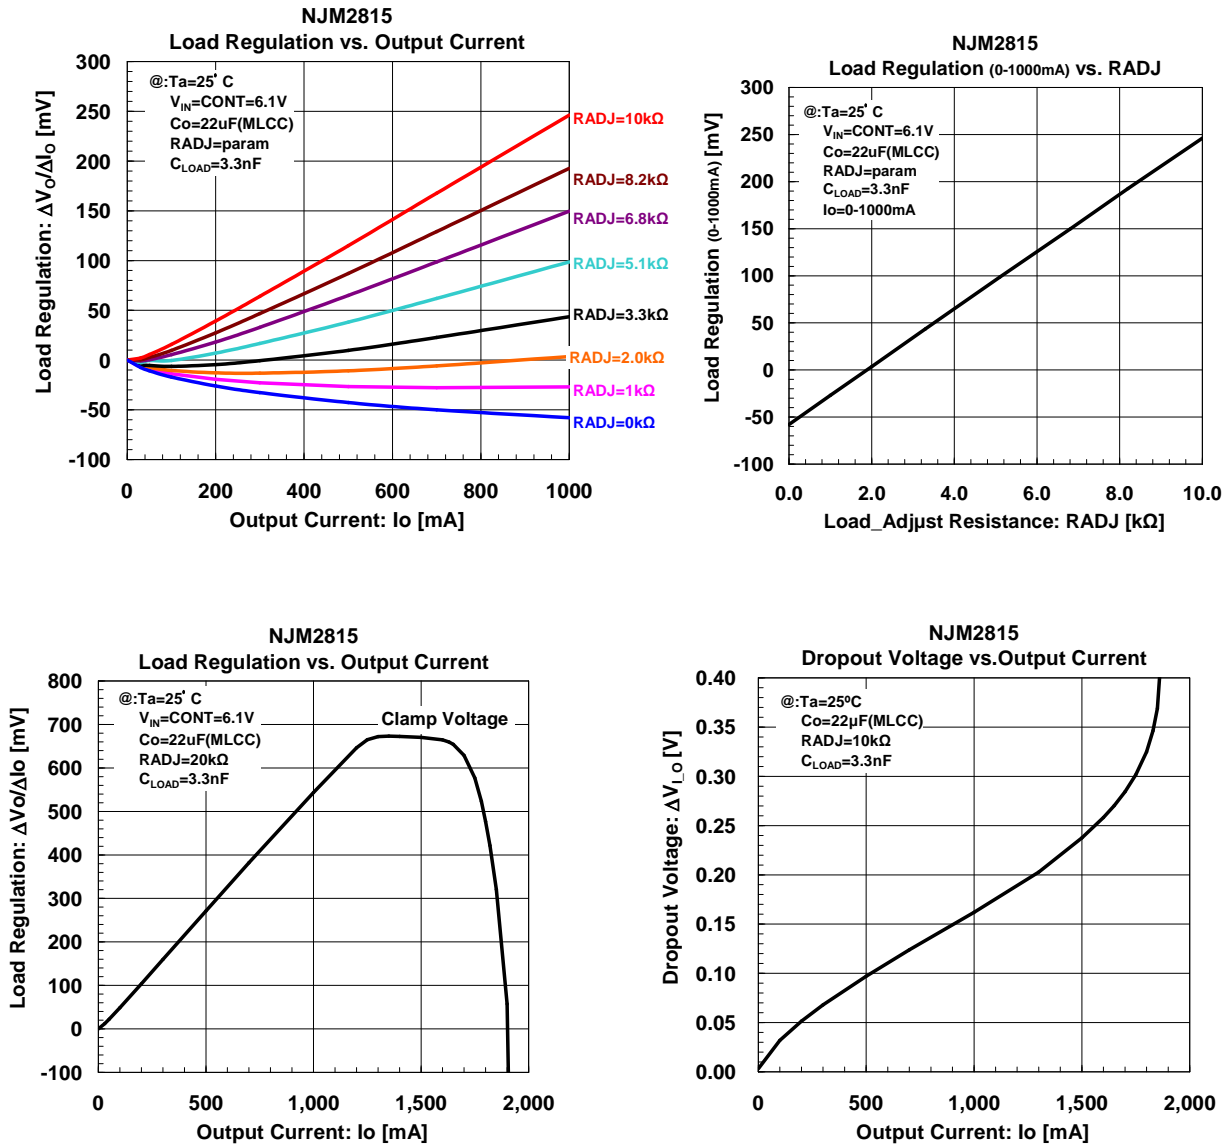 NJM2815
Load Regulation vs. Output Current
Load Regulation: ΔVO/ΔIO [mV]
300
250
200
150
100
50
0
-50
-100
@:Ta=25°C
VIN=CONT=6.1V
Co=22uF(MLCC)
RADJ=param
CLOAD=3.3nF
RADJ=10kΩ
RADJ=8.2kΩ
RADJ=6.8kΩ
RADJ=5.1kΩ
RADJ=3.3kΩ
RADJ=2.0kΩ
RADJ=1kΩ
RADJ=0kΩ
0 200 400 600 800 1000
Output Current: Io [mA]
NJM2815
Load Regulation (0-1000mA) vs. RADJ
Load Regulation (0-1000mA) [mV]
300
250
200
150
100
50
0
-50
-100
@:Ta=25°C
VIN=CONT=6.1V
Co=22uF(MLCC)
RADJ=param
CLOAD=3.3nF
Io=0-1000mA
0.0 2.0 4.0 6.0 8.0 10.0
Load_Adjμst Resistance: RADJ [kΩ]
NJM2815
Load Regulation vs. Output Current
Load Regulation: ΔVo/ΔIo [mV]
800
700
600
500
400
300
200
100
0
-100
@:Ta=25°C
VIN=CONT=6.1V
Co=22uF(MLCC)
RADJ=20kΩ
CLOAD=3.3nF
Clamp Voltage
0 500 1,000 1,500 2,000
Output Current: Io [mA]
NJM2815
Dropout Voltage vs.Output Current
Dropout Voltage: ΔVI_O [V]
0.40
0.35
0.30
0.25
0.20
0.15
0.10
0.05
0.00
@:Ta=25ºC
Co=22μF(MLCC)
RADJ=10kΩ
CLOAD=3.3nF
0 500 1,000 1,500 2,000
Output Current: Io [mA]